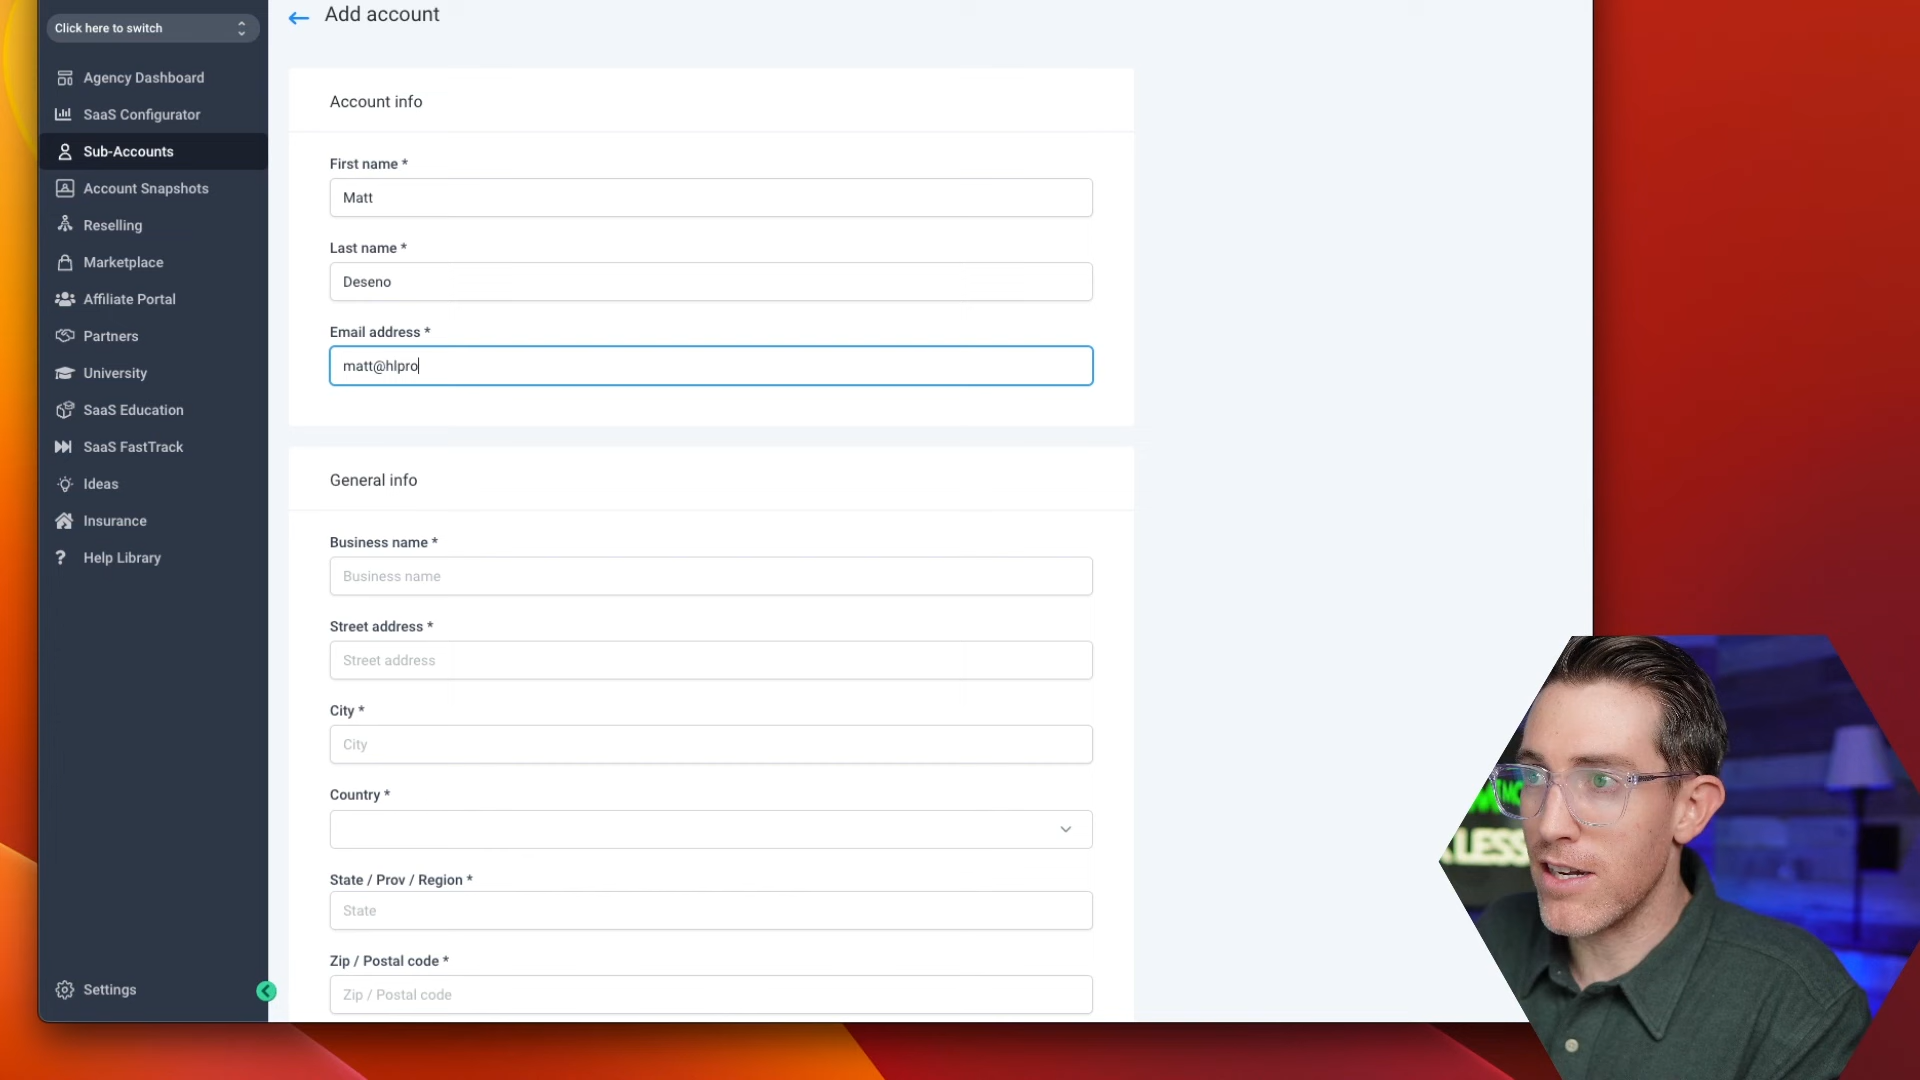 Click here to switch
Agency Dashboard
SaaS Configurator
Sub-Accounts
Account Snapshots
Reselling
Marketplace
Affiliate Portal
Partners
University
SaaS Education
SaaS FastTrack
Ideas
Insurance
Help Library
Settings
Add account
Account info
First name *
Matt
Last name *
Deseno
Email address *
matt@hlpro
General info
Business name *
Business name
Street address *
Street address
City *
City
Country *
State / Prov / Region *
State
Zip / Postal code *
Zip / Postal code
LESS